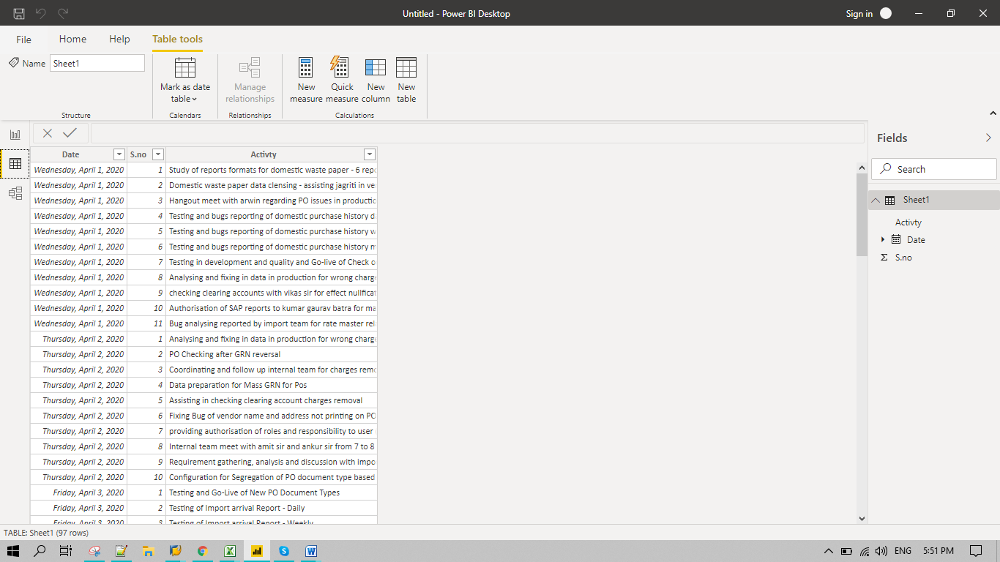 Untitled - Power BI Desktop
Sign in
File Home Help Table tools
Name Sheet1
Mark as date table
Manage relationships
New measure
Quick measure
New column
New table
Structure Calendars Relationships Calculations
Date S.no Activty
Wednesday, April 1, 2020 1 Study of reports formats for domestic waste paper - 6
Wednesday, April 1, 2020 2 Domestic waste paper data clensing - assisting jagriti in
Wednesday, April 1, 2020 3 Hangout meet with arwin regarding PO issues in
Wednesday, April 1, 2020 4 Testing and bugs reporting of domestic purchase history
Wednesday, April 1, 2020 5 Testing and bugs reporting of domestic purchase history
Wednesday, April 1, 2020 6 Testing and bugs reporting of domestic purchase history
Wednesday, April 1, 2020 7 Testing in development and quality and Go-live of Check
Wednesday, April 1, 2020 8 Analysing and fixing in data in production for wrong
Wednesday, April 1, 2020 9 checking clearing accounts with vikas sir for effect
Wednesday, April 1, 2020 10 Authorisation of SAP reports to kumar gaurav batra for
Wednesday, April 1, 2020 11 Bug analysing reported by import team for rate master
Thursday, April 2, 2020 1 Analysing and fixing in data in production for wrong
Thursday, April 2, 2020 2 PO Checking after GRN reversal
Thursday, April 2, 2020 3 Coordinating and follow up internal team for charges
Thursday, April 2, 2020 4 Data preparation for Mass GRN for Pos
Thursday, April 2, 2020 5 Assisting in checking clearing account charges removal
Thursday, April 2, 2020 6 Fixing Bug of vendor name and address not printing on PO
Thursday, April 2, 2020 7 providing authorisation of roles and responsibility to user
Thursday, April 2, 2020 8 Internal team meet with amit sir and ankur sir from 7 to 8
Thursday, April 2, 2020 9 Requirement gathering, analysis and discussion with
Thursday, April 2, 2020 10 Configuration for Segregation of PO document type based
Friday, April 3, 2020 1 Testing and Go-Live of New PO Document Types
Friday, April 3, 2020 2 Testing of Import arrival Report - Daily
Friday, April 3, 2020 3 Testing of Import arrival Report - Weekly
Fields
Search
Sheet1
Activty
Date
Σ S.no
TABLE: Sheet1 (97 rows)
ENG 5:51 PM